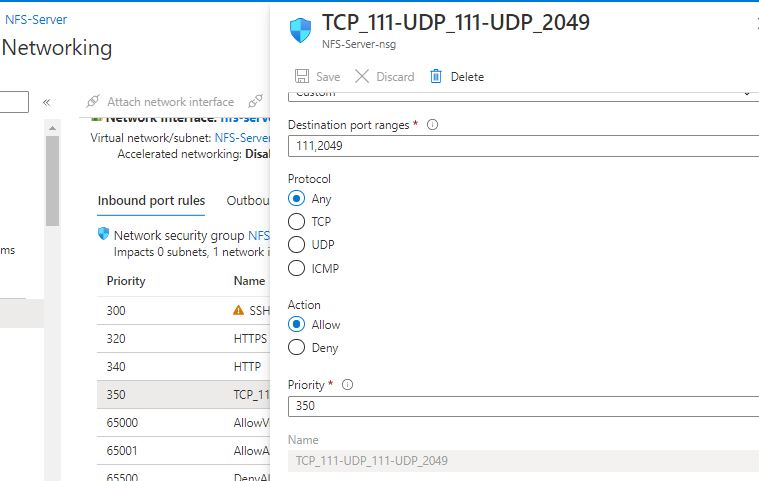 NFS-Server
Networking
Attach network interface
Network Interface: nfs-serve
Virtual network/subnet: NFS-Server
Accelerated networking: Disal
Inbound port rules Outbou
Network security group NFS
Impacts 0 subnets, 1 network i
ms
Priority Name
300 SSH
320 HTTPS
340 HTTP
350 TCP_11
65000 AllowV
65001 AllowA
65500 DenyAl
TCP_111-UDP_111-UDP_2049
NFS-Server-nsg
Save Discard Delete
Custom
Destination port ranges *
111,2049
Protocol
Any
TCP
UDP
ICMP
Action
Allow
Deny
Priority *
350
Name
TCP_111-UDP_111-UDP_2049